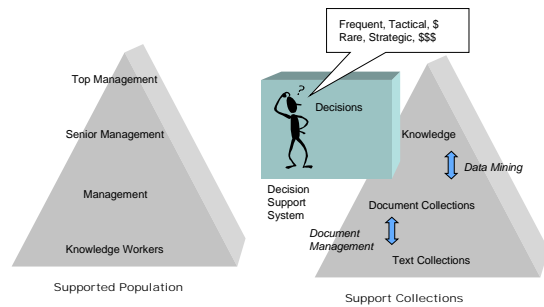 Frequent, Tactical, $
Rare, Strategic, $$$
Top Management
?
Decisions
Senior Management
Knowledge
Data Mining
Decision
Support
System
Management
Document Collections
Document
Management
Knowledge Workers
Text Collections
Supported Population
Support Collections